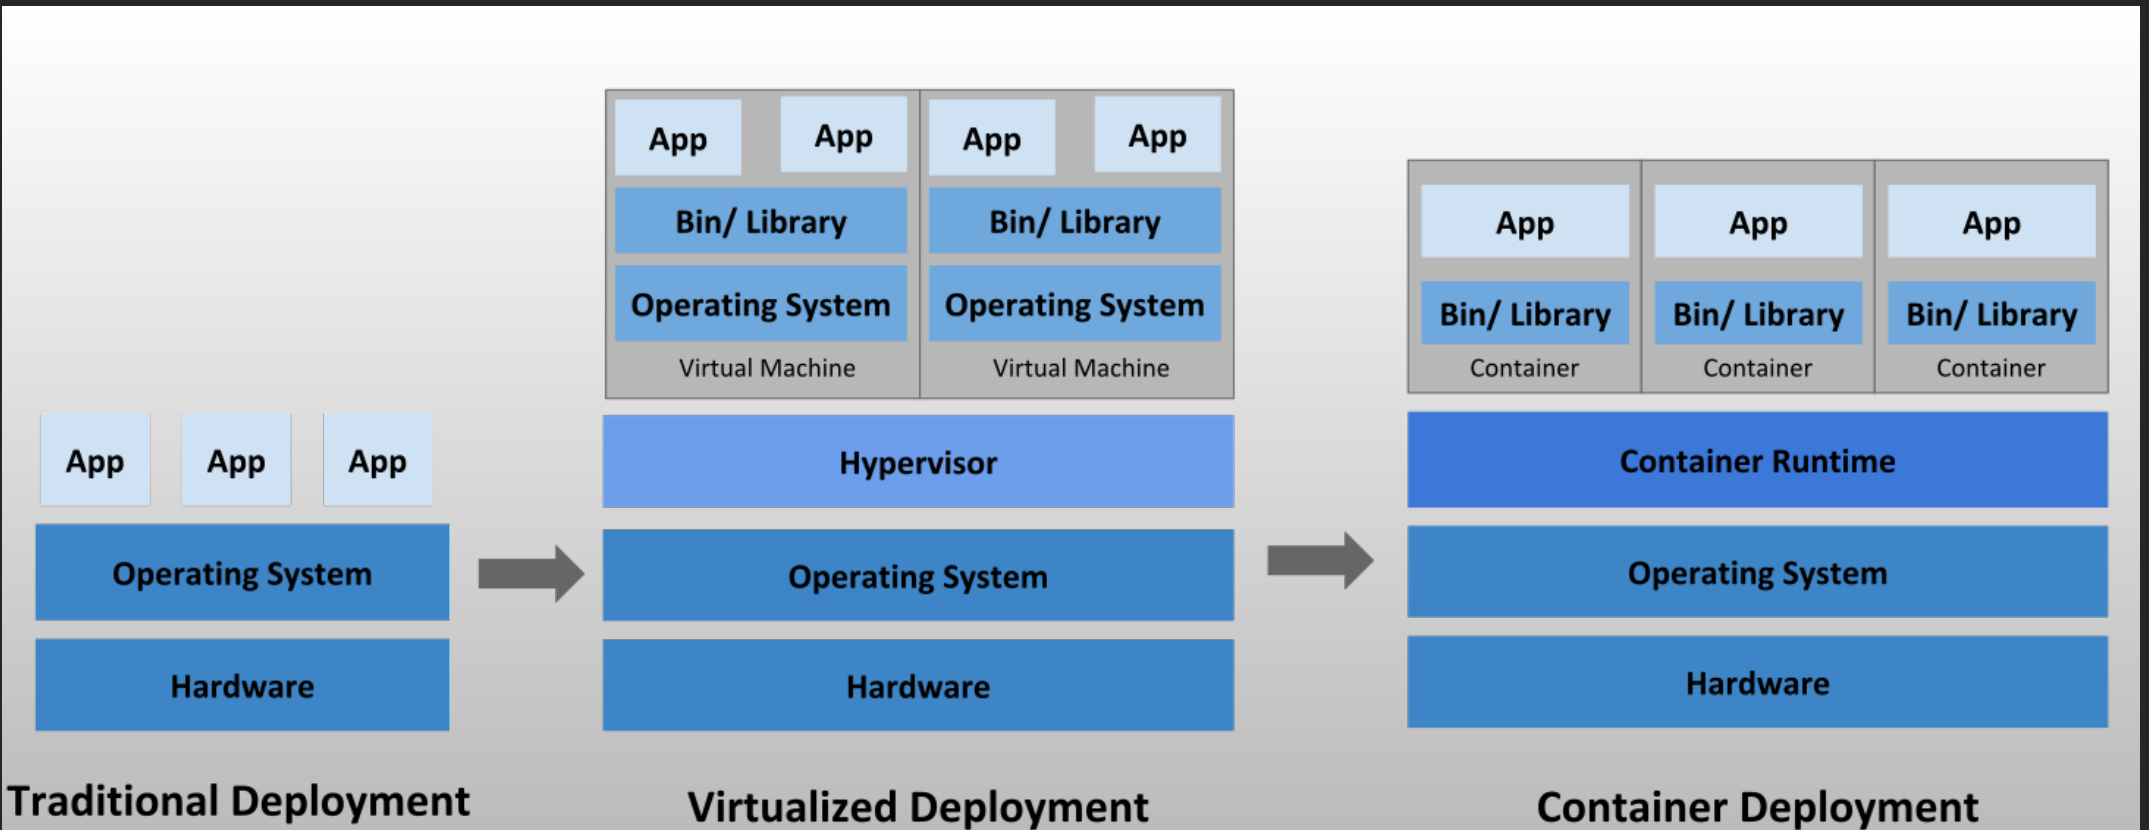 App
App
App
Operating System
Hardware
Traditional Deployment
App
App
Bin/ Library
Operating System
Virtual Machine
App
App
Bin/ Library
Operating System
Virtual Machine
Hypervisor
Operating System
Hardware
Virtualized Deployment
App
Bin/ Library
Container
App
Bin/ Library
Container
App
Bin/ Library
Container
Container Runtime
Operating System
Hardware
Container Deployment